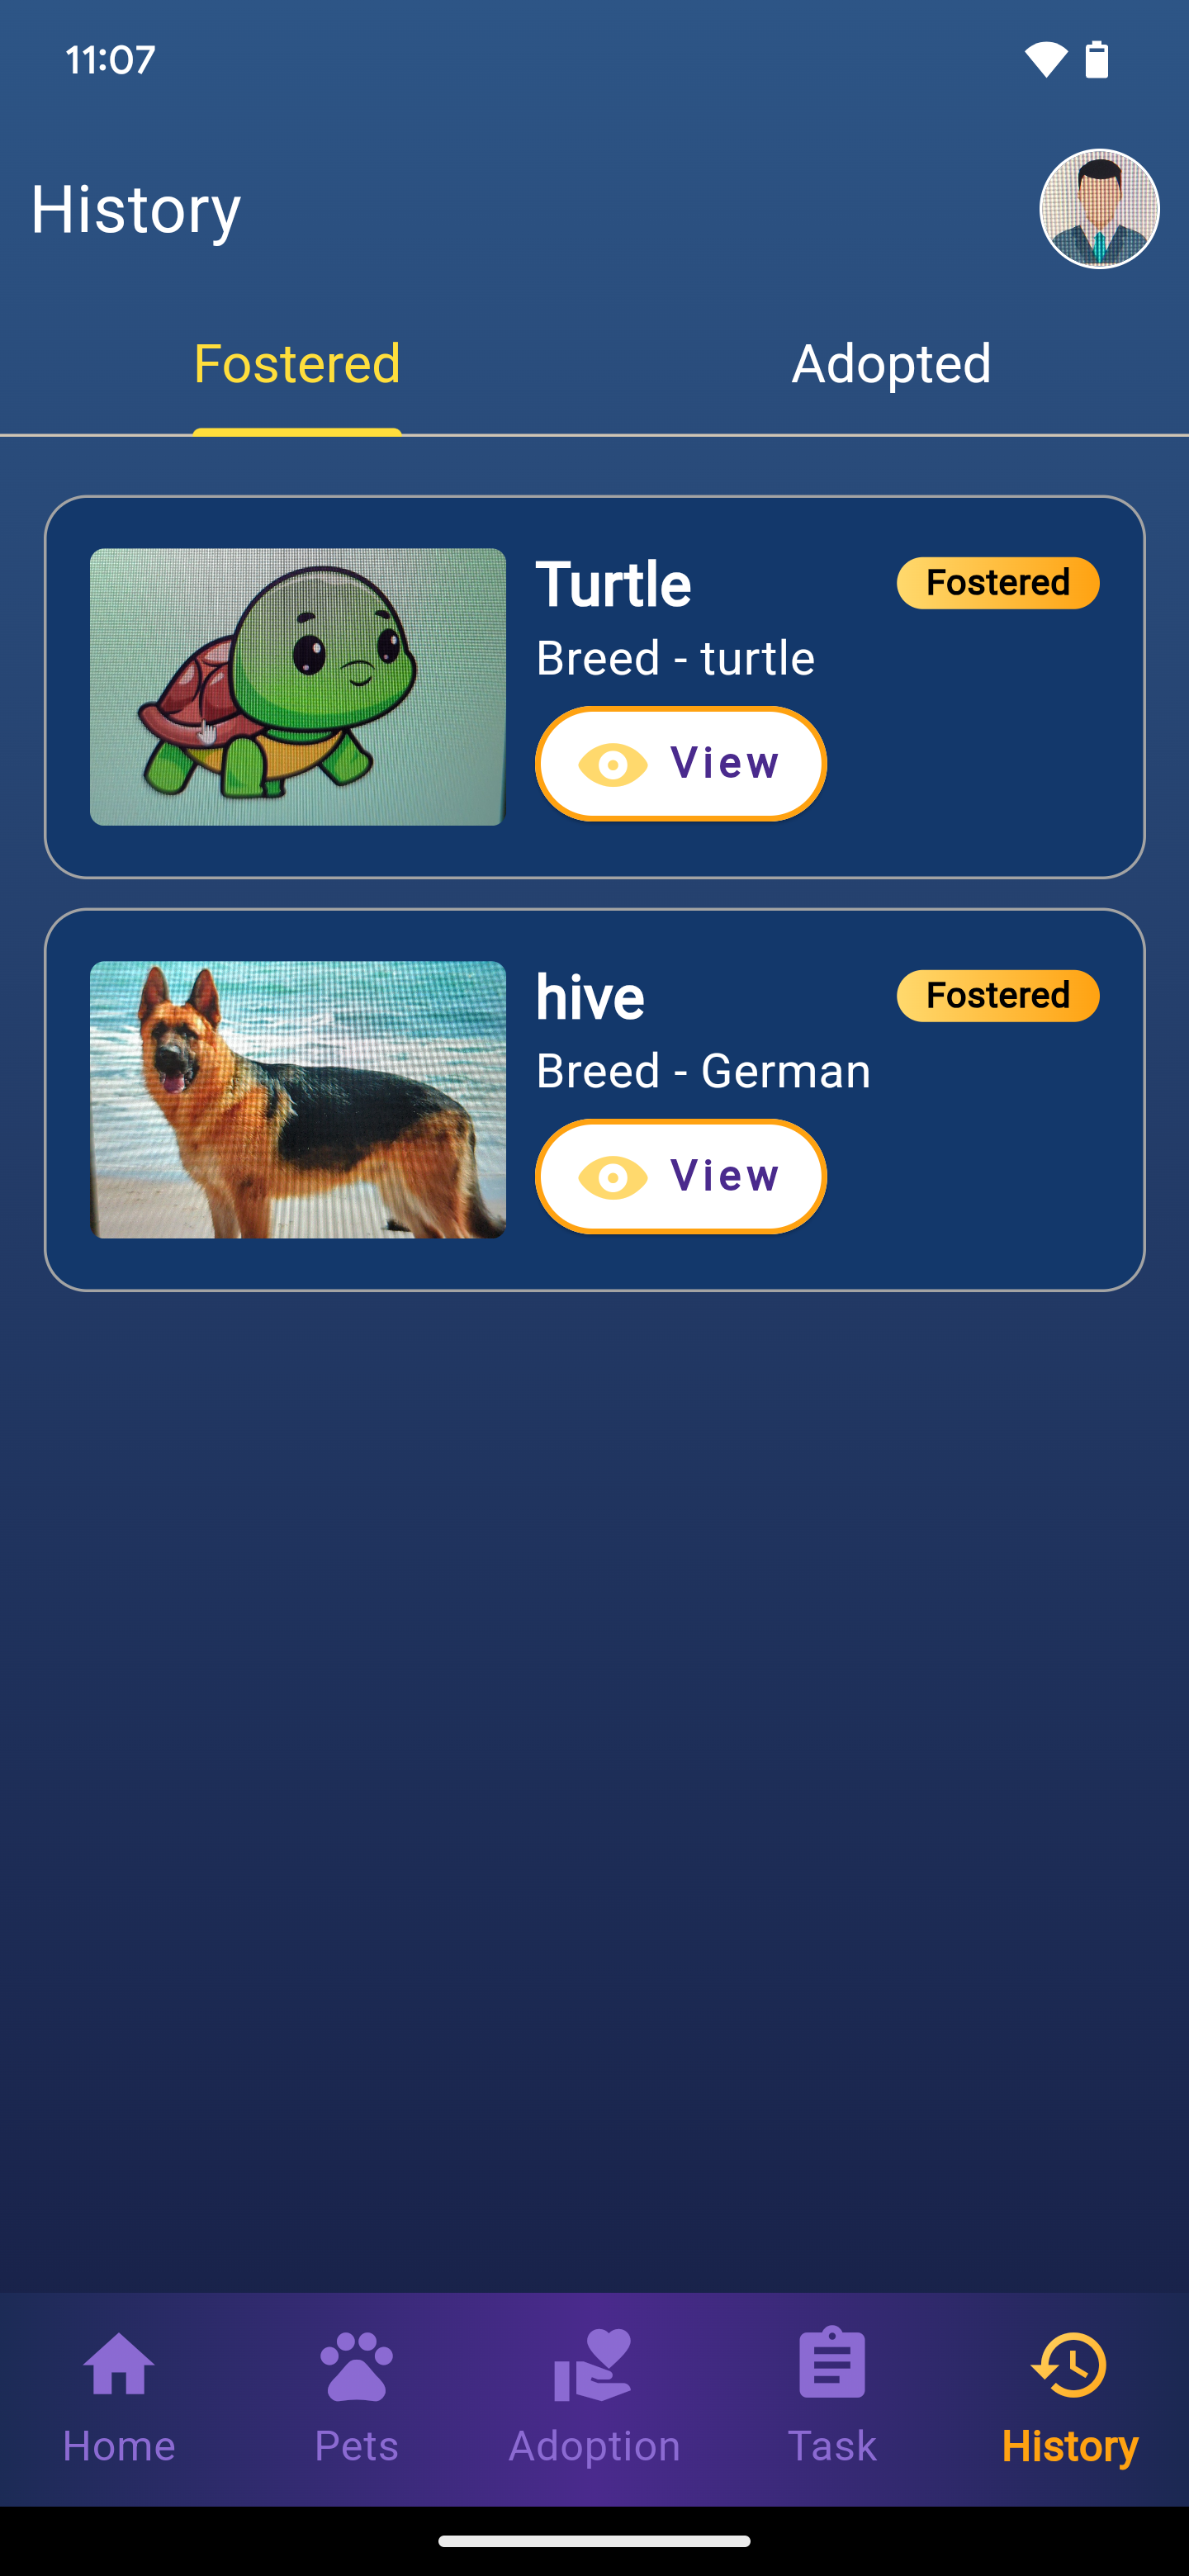 11:07
History
Fostered
Adopted
Turtle
Fostered
Breed - turtle
View
hive
Fostered
Breed - German
View
Home
Pets
Adoption
Task
History